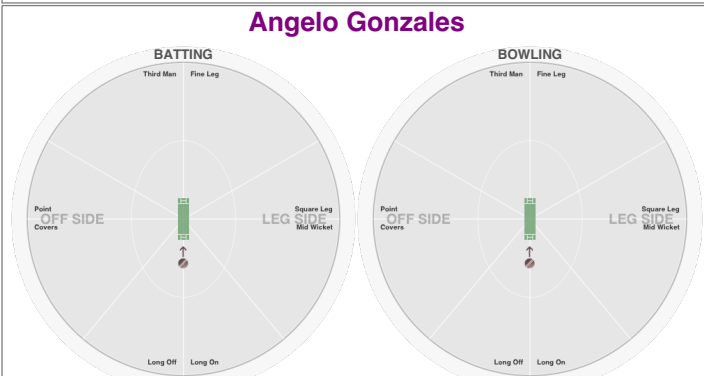 Angelo Gonzales
BATTING
Third Man Fine Leg
Point
OFF SIDE
Covers
Square Leg
LEG SIDE
Mid Wicket
Long Off Long On
BOWLING
Third Man Fine Leg
Point
OFF SIDE
Covers
Square Leg
LEG SIDE
Mid Wicket
Long Off Long On